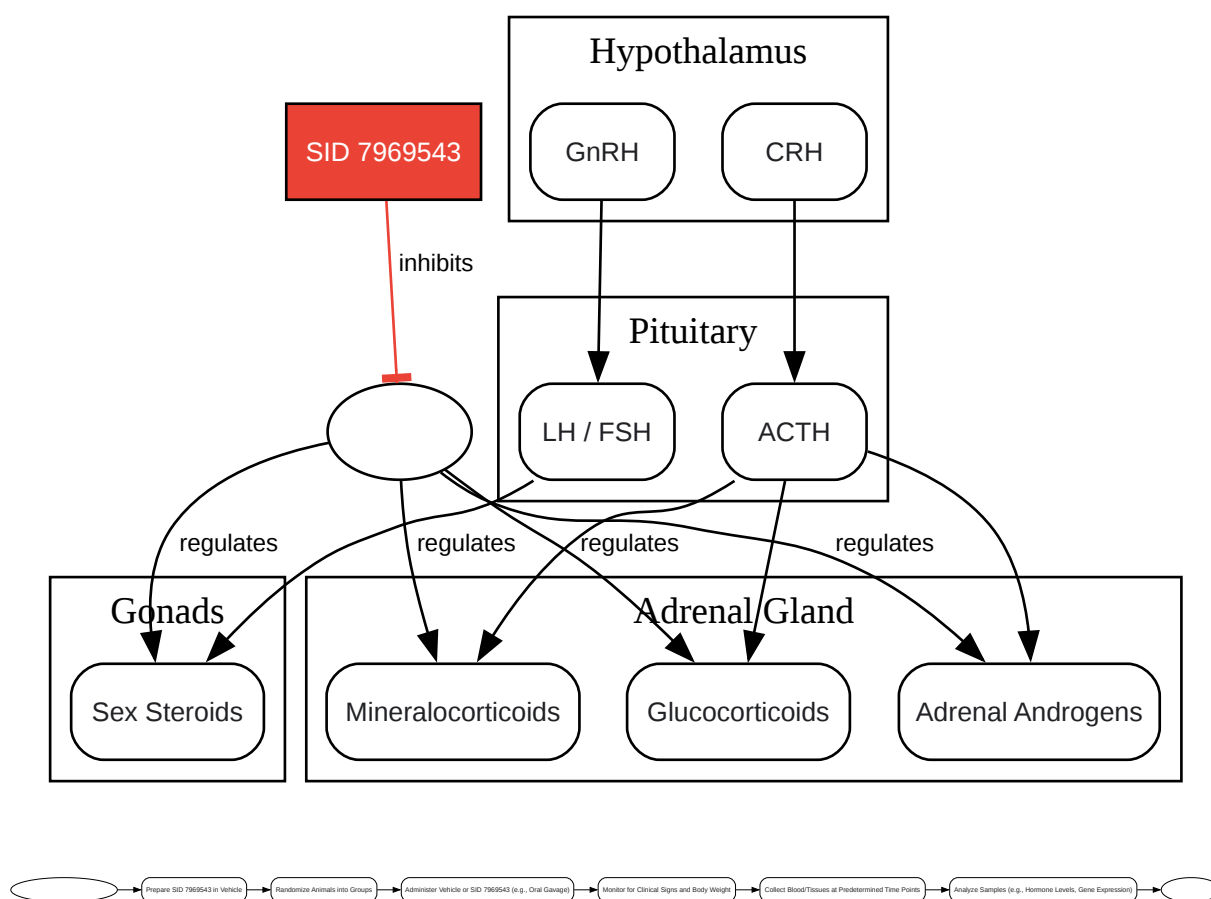 Hypothalamus
SID 7969543
GnRH
CRH
inhibits
Pituitary
LH / FSH
ACTH
regulates
regulates
regulates
regulates
Gonads
Adrenal Gland
Sex Steroids
Mineralocorticoids
Glucocorticoids
Adrenal Androgens
Prepare SID 7969543 in Vehicle
Randomize Animals into Groups
Administer Vehicle or SID 7969543 (e.g., Oral Gavage)
Monitor for Clinical Signs and Body Weight
Collect Blood/Tissues at Predetermined Time Points
Analyze Samples (e.g., Hormone Levels, Gene Expression)